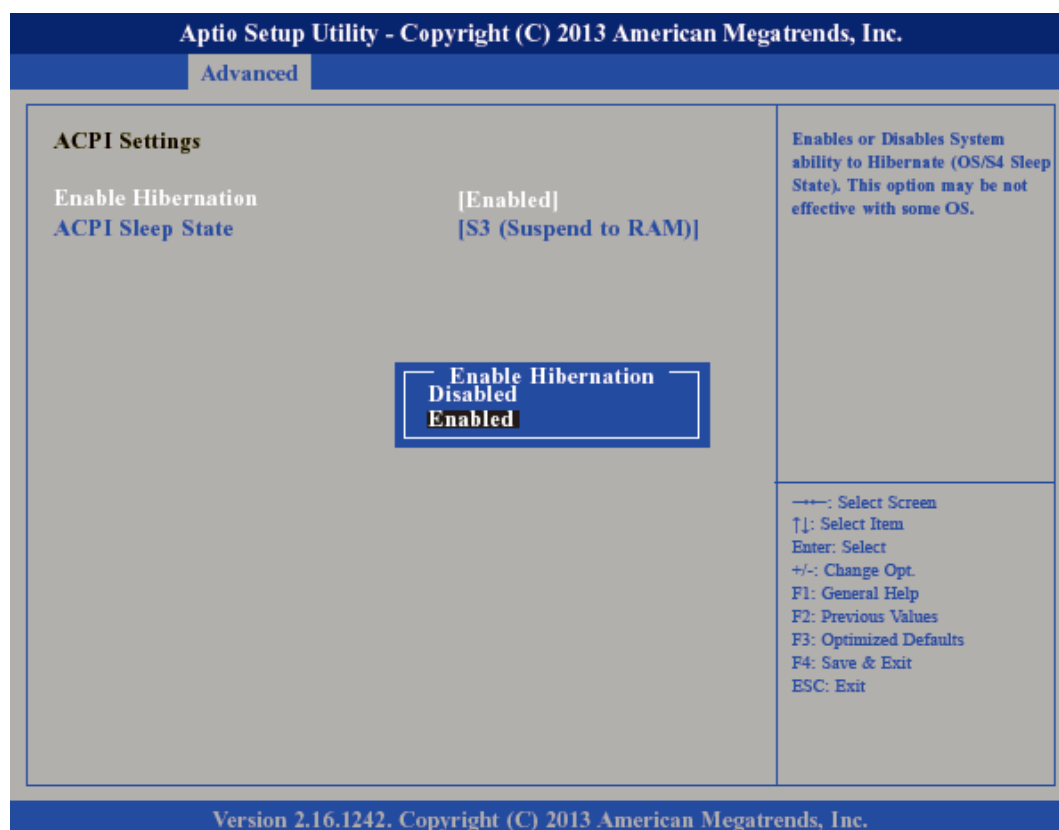 Aptio Setup Utility - Copyright (C) 2013 American Megatrends, Inc.
Advanced
ACPI Settings
Enable Hibernation [Enabled]
ACPI Sleep State [S3 (Suspend to RAM)]
Enable Hibernation
Disabled
Enabled
Enables or Disables System
ability to Hibernate (OS/S4 Sleep
State). This option may be not
effective with some OS.
→←: Select Screen
↑↓: Select Item
Enter: Select
+/-: Change Opt.
F1: General Help
F2: Previous Values
F3: Optimized Defaults
F4: Save & Exit
ESC: Exit
Version 2.16.1242. Copyright (C) 2013 American Megatrends, Inc.